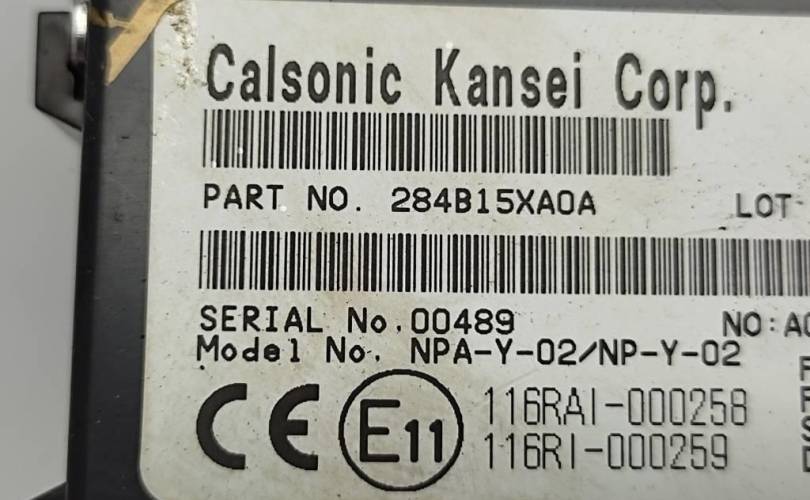 Calsonic Kansei Corp.
PART NO. 284B15XA0A LOT
SERIAL No.00489 NO:A
Model No. NPA-Y-02/NP-Y-02
CE E11 116RAI-000258
116RI-000259